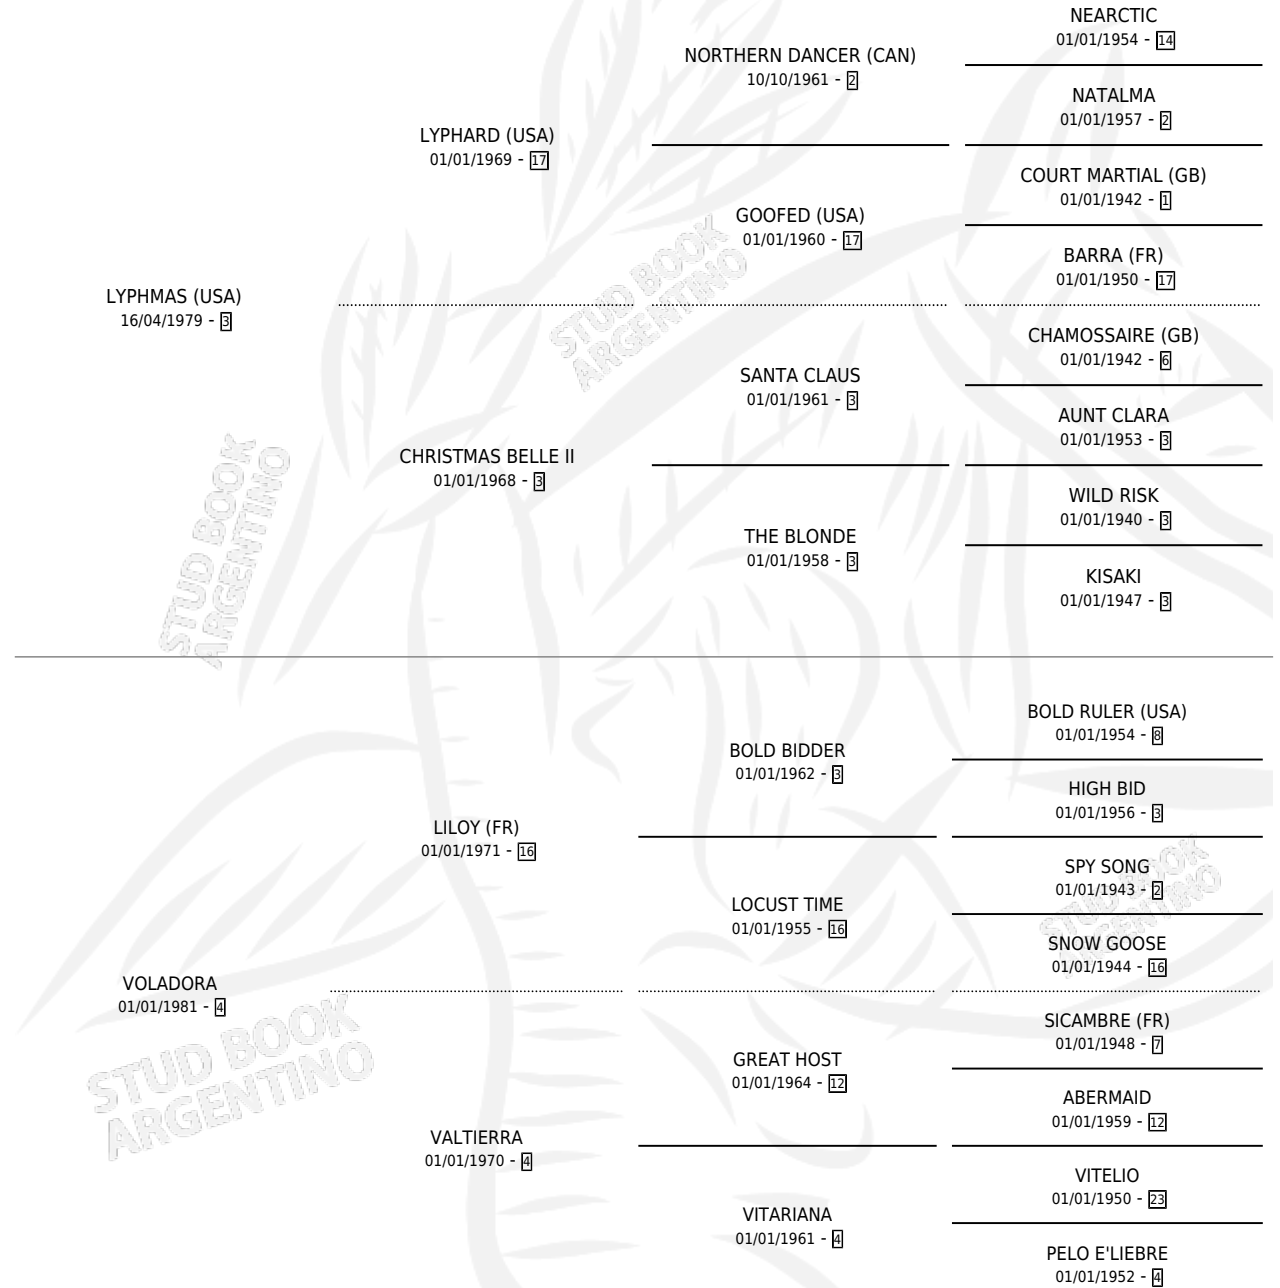 NEARCTIC
01/01/1954 - 14
NORTHERN DANCER (CAN)
10/10/1961 - 2
NATALMA
01/01/1957 - 2
LYPHARD (USA)
01/01/1969 - 17
COURT MARTIAL (GB)
01/01/1942 - 1
GOOFED (USA)
01/01/1960 - 17
BARRA (FR)
01/01/1950 - 17
LYPHMAS (USA)
16/04/1979 - 3
CHAMOSSAIRE (GB)
01/01/1942 - 6
SANTA CLAUS
01/01/1961 - 3
AUNT CLARA
01/01/1953 - 3
CHRISTMAS BELLE II
01/01/1968 - 3
WILD RISK
01/01/1940 - 3
THE BLONDE
01/01/1958 - 3
KISAKI
01/01/1947 - 3
STUD BOOK
ARGENTINO
STUD BOOK
ARGENTINO
BOLD RULER (USA)
01/01/1954 - 8
BOLD BIDDER
01/01/1962 - 3
HIGH BID
01/01/1956 - 3
LILOY (FR)
01/01/1971 - 16
SPY SONG
01/01/1943 - 2
LOCUST TIME
01/01/1955 - 16
SNOW GOOSE
01/01/1944 - 16
STUD BOOK
ARGENTINO
VOLADORA
01/01/1981 - 4
SICAMBRE (FR)
01/01/1948 - 7
GREAT HOST
01/01/1964 - 12
ABERMAID
01/01/1959 - 12
VALTIERRA
01/01/1970 - 4
VITELIO
01/01/1950 - 23
VITARIANA
01/01/1961 - 4
PELO E'LIEBRE
01/01/1952 - 4
STUD BOOK
ARGENTINO